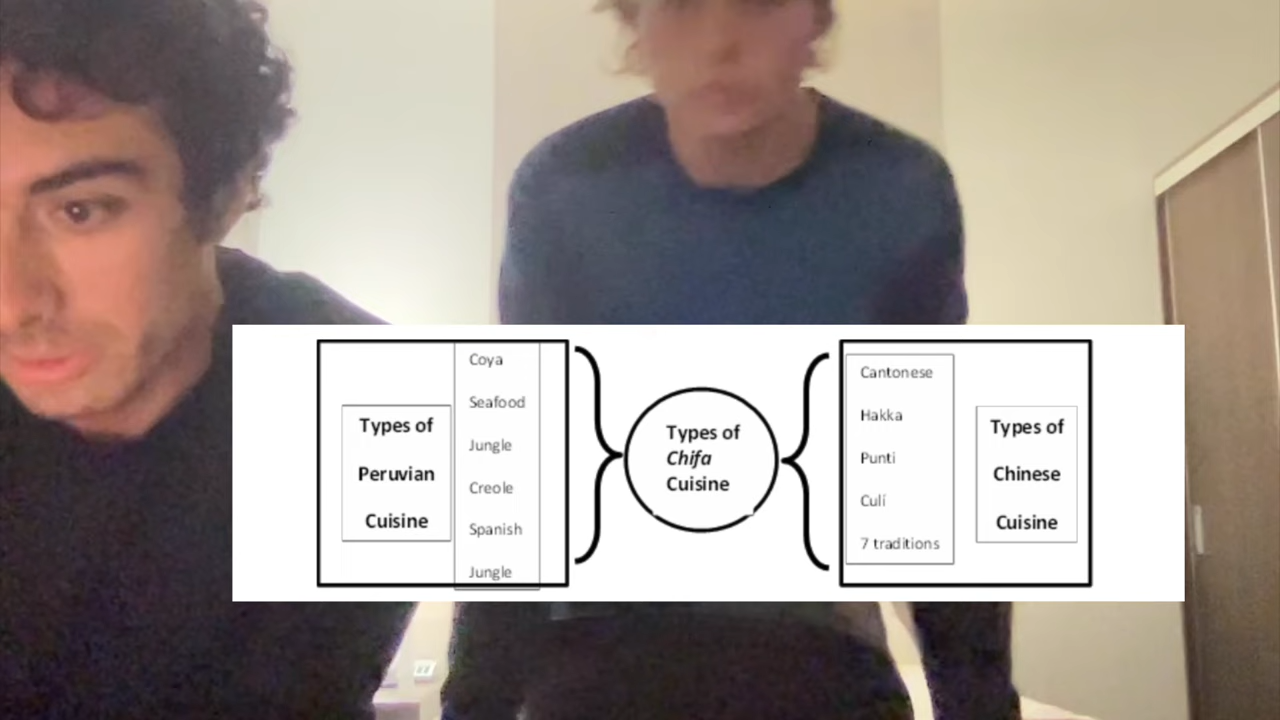 Types of
Peruvian
Cuisine
Coya
Seafood
Jungle
Creole
Spanish
Jungle
Types of
Chifa
Cuisine
Cantonese
Hakka
Punti
Culí
7 traditions
Types of
Chinese
Cuisine